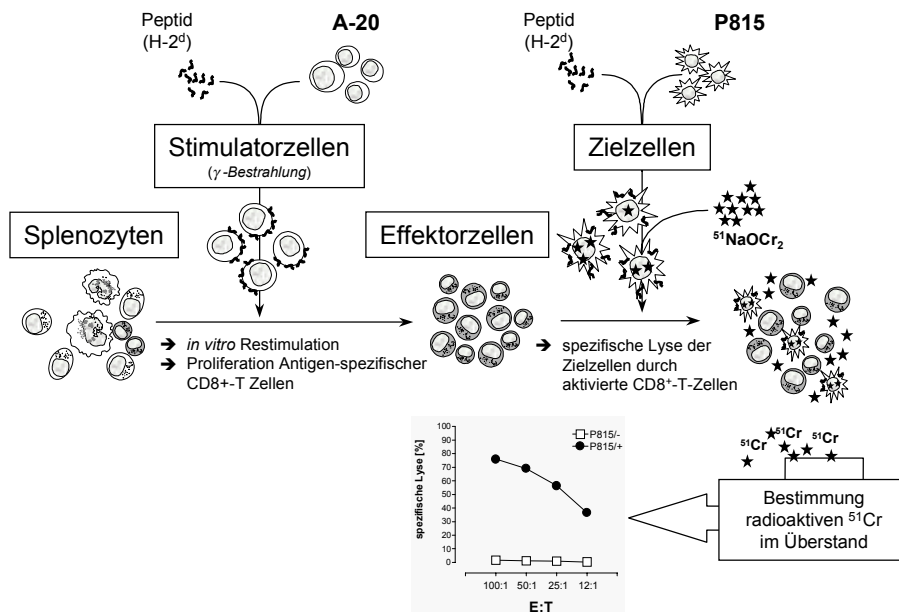 Peptid
(H-2ᵈ)
A-20
Peptid
(H-2ᵈ)
P815
Stimulatorzellen
(γ-Bestrahlung)
Zielzellen
Splenozyten
Effektorzellen
⁵¹NaOCr₂
➔ in vitro Restimulation
➔ Proliferation Antigen-spezifischer
CD8+-T Zellen
➔ spezifische Lyse der
Zielzellen durch
aktivierte CD8⁺-T-Zellen
spezifische Lyse [%]
100
90
80
70
60
50
40
30
20
10
0
P815/-
P815/+
100:1 50:1 25:1 12:1
E:T
⁵¹Cr ⁵¹Cr ⁵¹Cr
Bestimmung
radioaktiven ⁵¹Cr
im Überstand